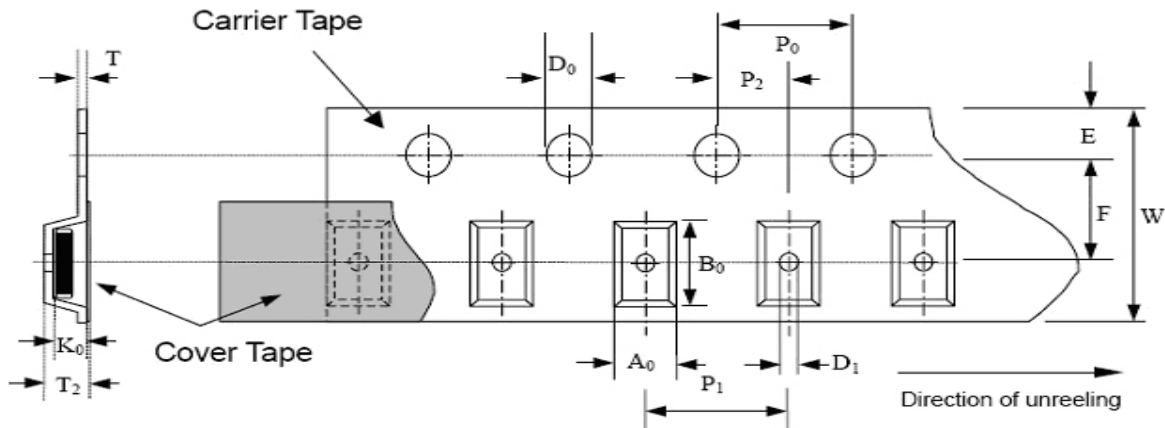 Carrier Tape
T
D₀
P₀
P₂
E
F
W
B₀
K₀
Cover Tape
T₂
A₀
P₁
D₁
Direction of unreeling